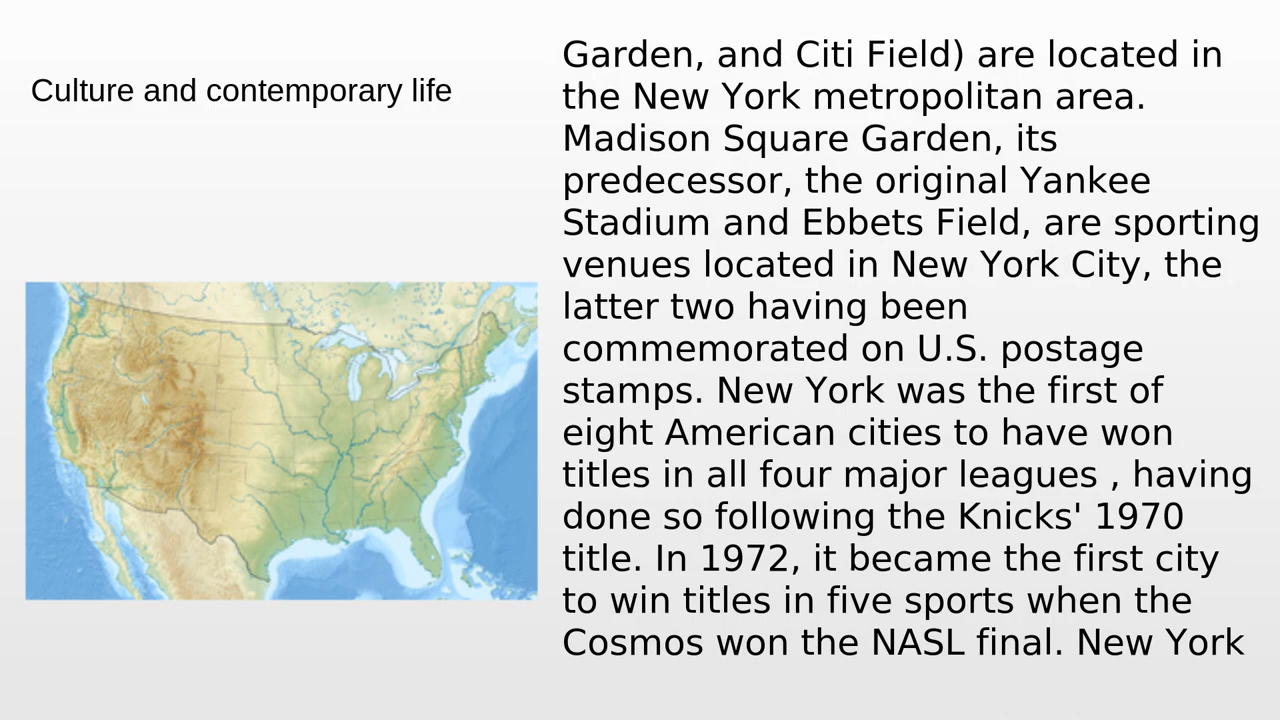 Culture and contemporary life
Garden, and Citi Field) are located in
the New York metropolitan area.
Madison Square Garden, its
predecessor, the original Yankee
Stadium and Ebbets Field, are sporting
venues located in New York City, the
latter two having been
commemorated on U.S. postage
stamps. New York was the first of
eight American cities to have won
titles in all four major leagues , having
done so following the Knicks' 1970
title. In 1972, it became the first city
to win titles in five sports when the
Cosmos won the NASL final. New York